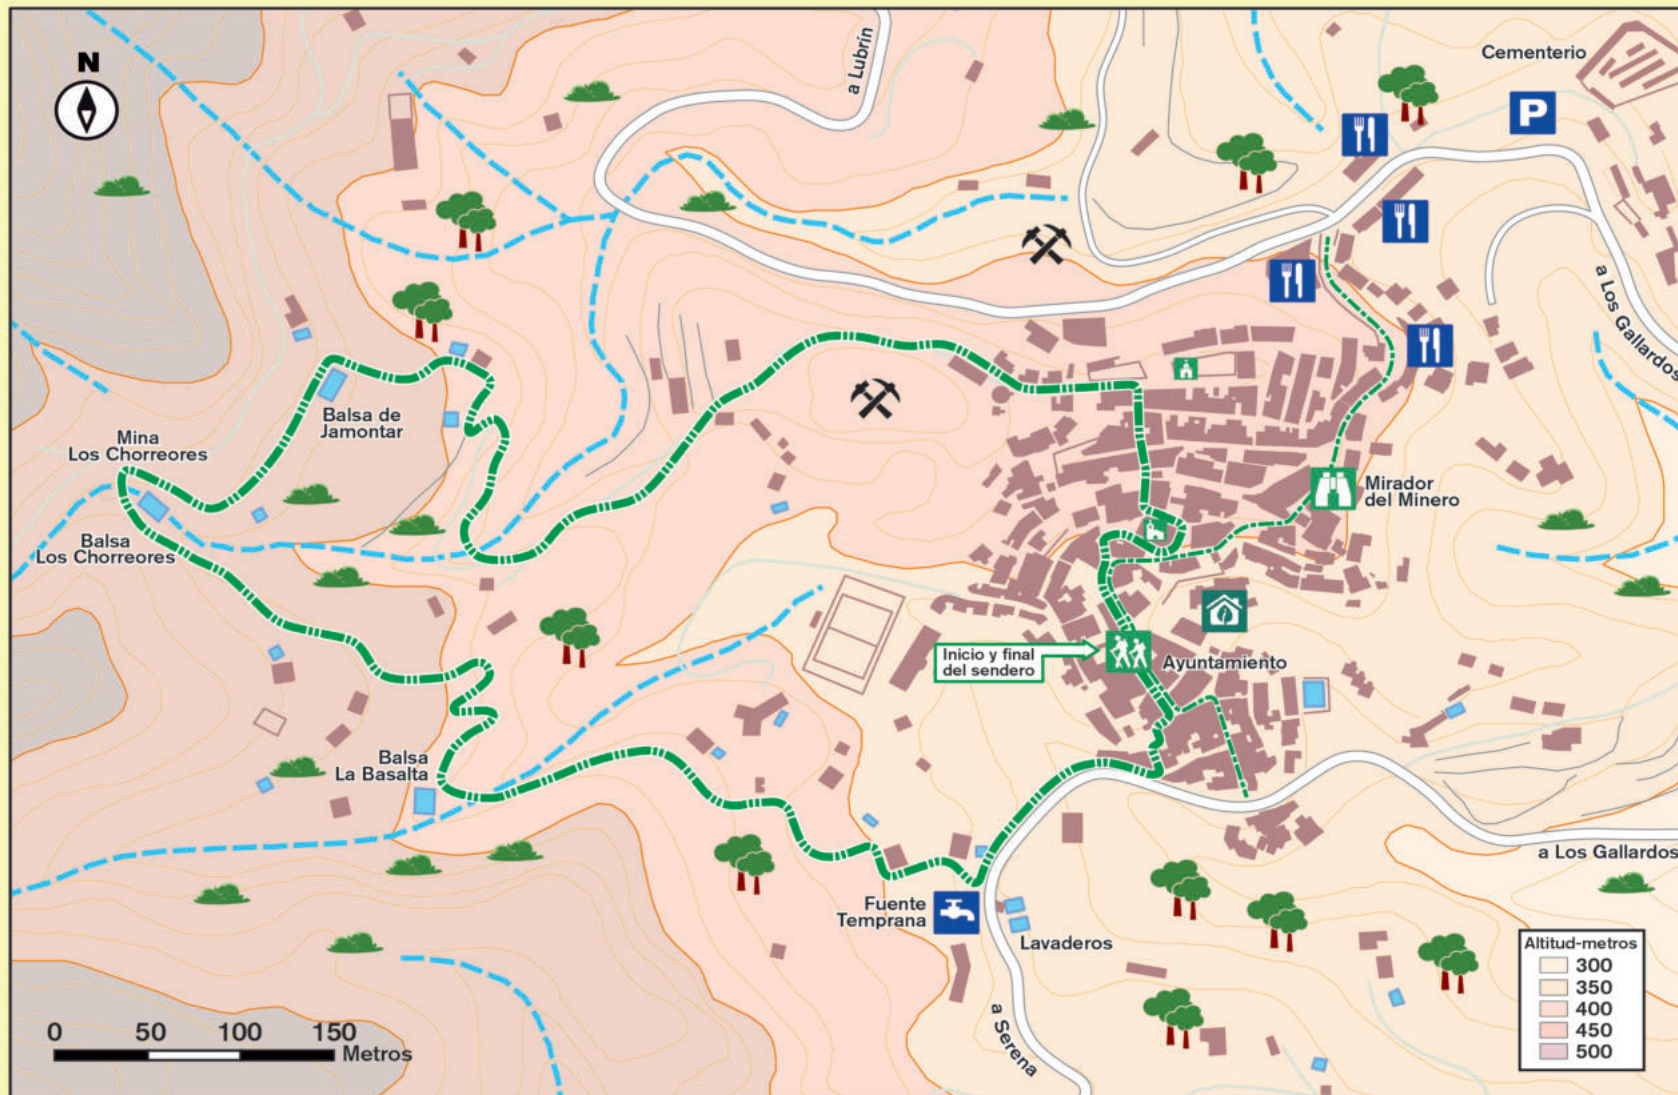 N
a Lubrín
Cementerio
P
a Los Gallardos
Balsa de
Jamontar
Mina
Los Chorreores
Mirador
del Minero
Balsa
Los Chorreores
Inicio y final
del sendero
Ayuntamiento
i
Balsa
La Basalta
a Los Gallardos
Fuente
Temprana
Lavaderos
a Serena
Altitud-metros
300
350
400
450
500
0 50 100 150
Metros